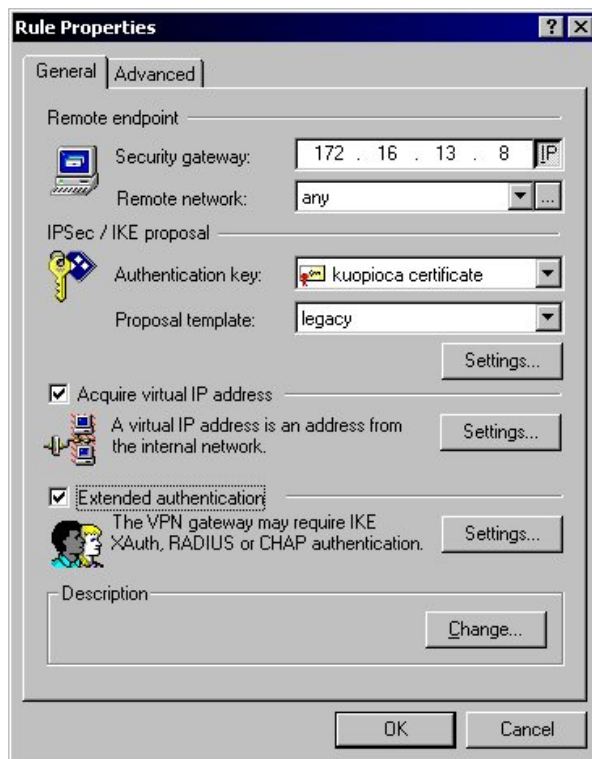 Rule Properties
General
Advanced
Remote endpoint
Security gateway:
172 . 16 . 13 . 8
IP
Remote network:
any
...
IPSec / IKE proposal
Authentication key:
kuopioca certificate
Proposal template:
legacy
Settings...
Acquire virtual IP address
A virtual IP address is an address from
the internal network.
Settings...
Extended authentication
The VPN gateway may require IKE
XAuth, RADIUS or CHAP authentication.
Settings...
Description
Change...
OK
Cancel